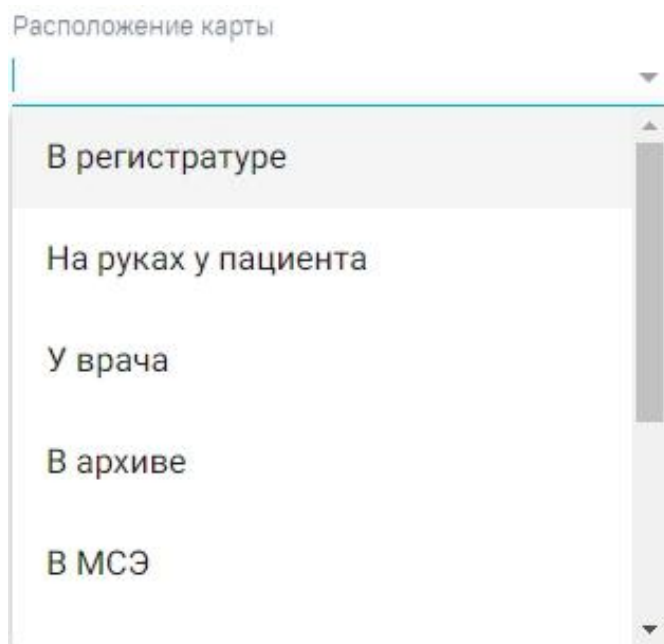 Расположение карты
В регистратуре
На руках у пациента
У врача
В архиве
В МСЭ